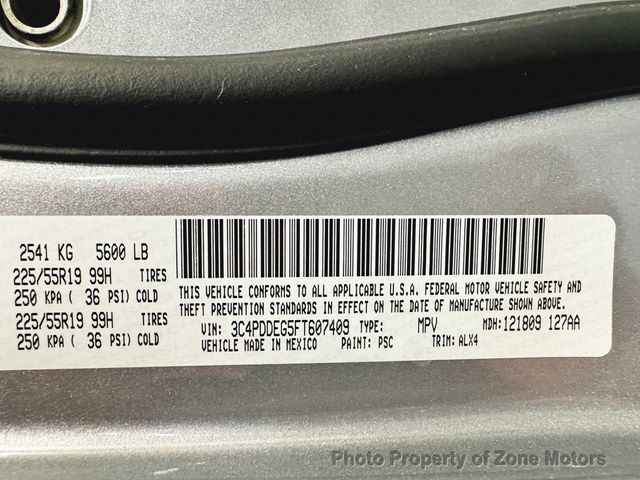 2541 KG 5600 LB
225/55R19 99H TIRES
250 KPA ( 36 PSI) COLD
225/55R19 99H TIRES
250 KPA ( 36 PSI) COLD
THIS VEHICLE CONFORMS TO ALL APPLICABLE U.S.A. FEDERAL MOTOR VEHICLE SAFETY AND
THEFT PREVENTION STANDARDS IN EFFECT ON THE DATE OF MANUFACTURE SHOWN ABOVE.
VIN: 3C4PDDEG5FT607409 TYPE: MPV MDH: 121809 127AA
VEHICLE MADE IN MEXICO PAINT: PSC TRIM: ALX4
Photo Property of Zone Motors